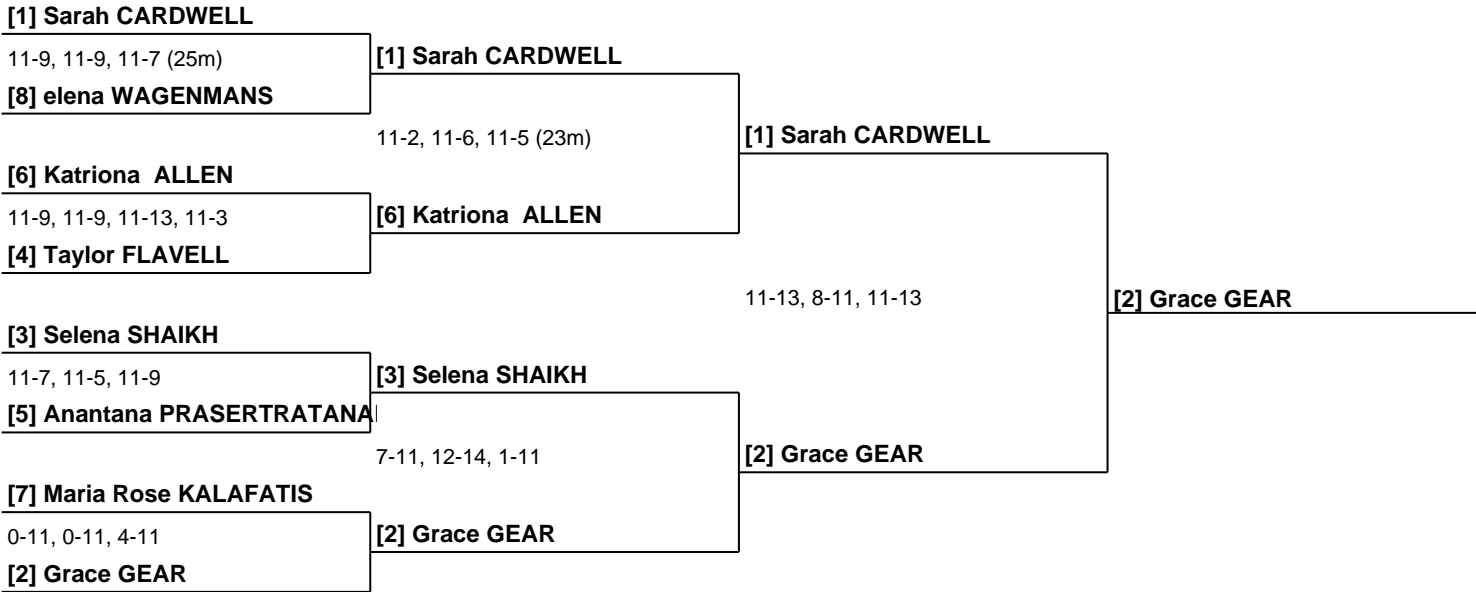 [1] Sarah CARDWELL
11-9, 11-9, 11-7 (25m)
[8] elena WAGENMANS
[1] Sarah CARDWELL
11-2, 11-6, 11-5 (23m)
[6] Katriona  ALLEN
11-9, 11-9, 11-13, 11-3
[4] Taylor FLAVELL
[6] Katriona  ALLEN
[1] Sarah CARDWELL
11-13, 8-11, 11-13
[2] Grace GEAR
[3] Selena SHAIKH
11-7, 11-5, 11-9
[5] Anantana PRASERTRATANA
[3] Selena SHAIKH
7-11, 12-14, 1-11
[2] Grace GEAR
[7] Maria Rose KALAFATIS
0-11, 0-11, 4-11
[2] Grace GEAR
[2] Grace GEAR